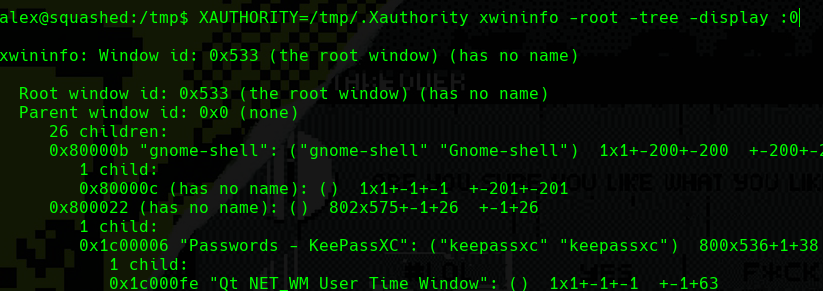 alex@squashed:/tmp$ XAUTHORITY=/tmp/.Xauthority xwininfo -root -tree -display :0
xwininfo: Window id: 0x533 (the root window) (has no name)
Root window id: 0x533 (the root window) (has no name)
Parent window id: 0x0 (none)
26 children:
0x80000b "gnome-shell": ("gnome-shell" "Gnome-shell")  1x1+-200+-200  +-200+-2
1 child:
0x80000c (has no name): ()  1x1+-1+-1  +-201+-201
0x800022 (has no name): ()  802x575+-1+26  +-1+26
1 child:
0x1c00006 "Passwords - KeePassXC": ("keepassxc" "keepassxc")  800x536+1+38
1 child:
0x1c000fe "Qt NET_WM User Time Window": ()  1x1+-1+-1  +-1+63